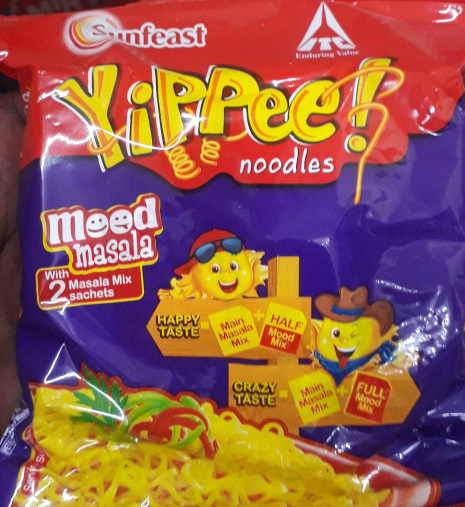 Sunfeast
ITC
Enduring Value
YiPPee!
noodles
mood
masala
With
2 Masala Mix
sachets
HAPPY
TASTE
Main
Masala
Mix
+
HALF
Mood
Mix
CRAZY
TASTE
Main
Masala
Mix
+
FULL
Mood
Mix